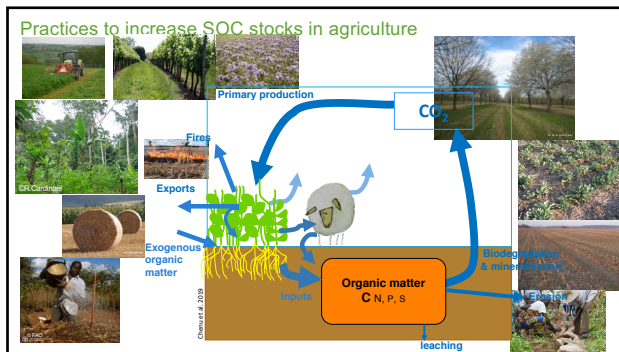 Practices to increase SOC stocks in agriculture
Primary production
CO₂
Fires
©R.Cardinael
Exports
Exogenous
organic
matter
Biodegradation
& mineralisation
Organic matter
C N, P, S
Inputs
Erosion
leaching
Chenu et al. 2019
© FAO